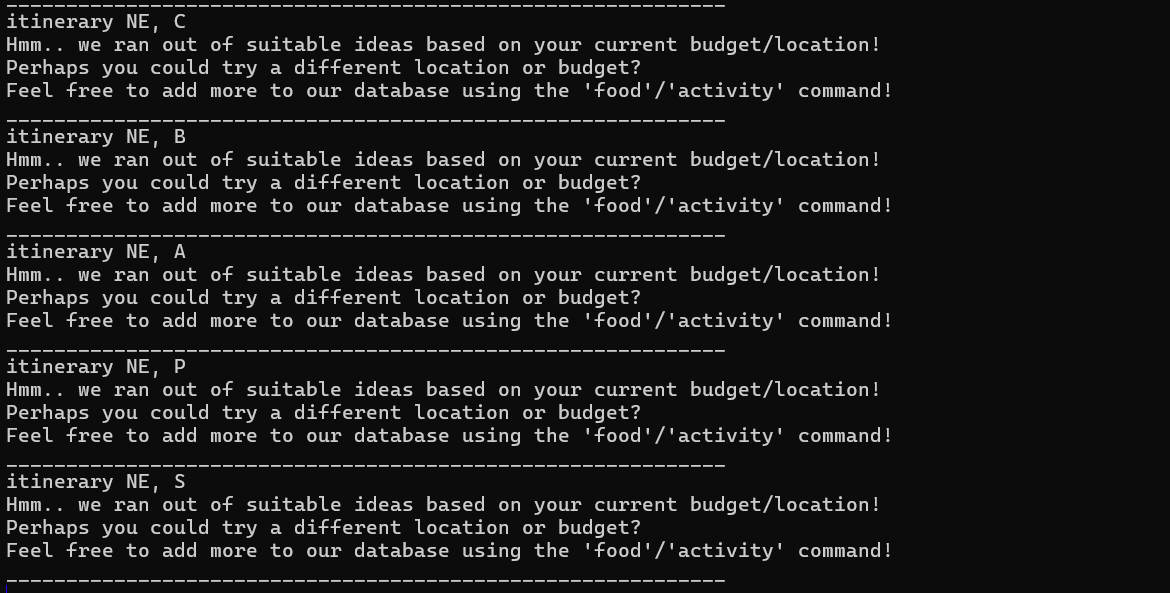 ____________________________________________________________
itinerary NE, C
Hmm.. we ran out of suitable ideas based on your current budget/location!
Perhaps you could try a different location or budget?
Feel free to add more to our database using the 'food'/'activity' command!
____________________________________________________________
itinerary NE, B
Hmm.. we ran out of suitable ideas based on your current budget/location!
Perhaps you could try a different location or budget?
Feel free to add more to our database using the 'food'/'activity' command!
____________________________________________________________
itinerary NE, A
Hmm.. we ran out of suitable ideas based on your current budget/location!
Perhaps you could try a different location or budget?
Feel free to add more to our database using the 'food'/'activity' command!
____________________________________________________________
itinerary NE, P
Hmm.. we ran out of suitable ideas based on your current budget/location!
Perhaps you could try a different location or budget?
Feel free to add more to our database using the 'food'/'activity' command!
____________________________________________________________
itinerary NE, S
Hmm.. we ran out of suitable ideas based on your current budget/location!
Perhaps you could try a different location or budget?
Feel free to add more to our database using the 'food'/'activity' command!
____________________________________________________________